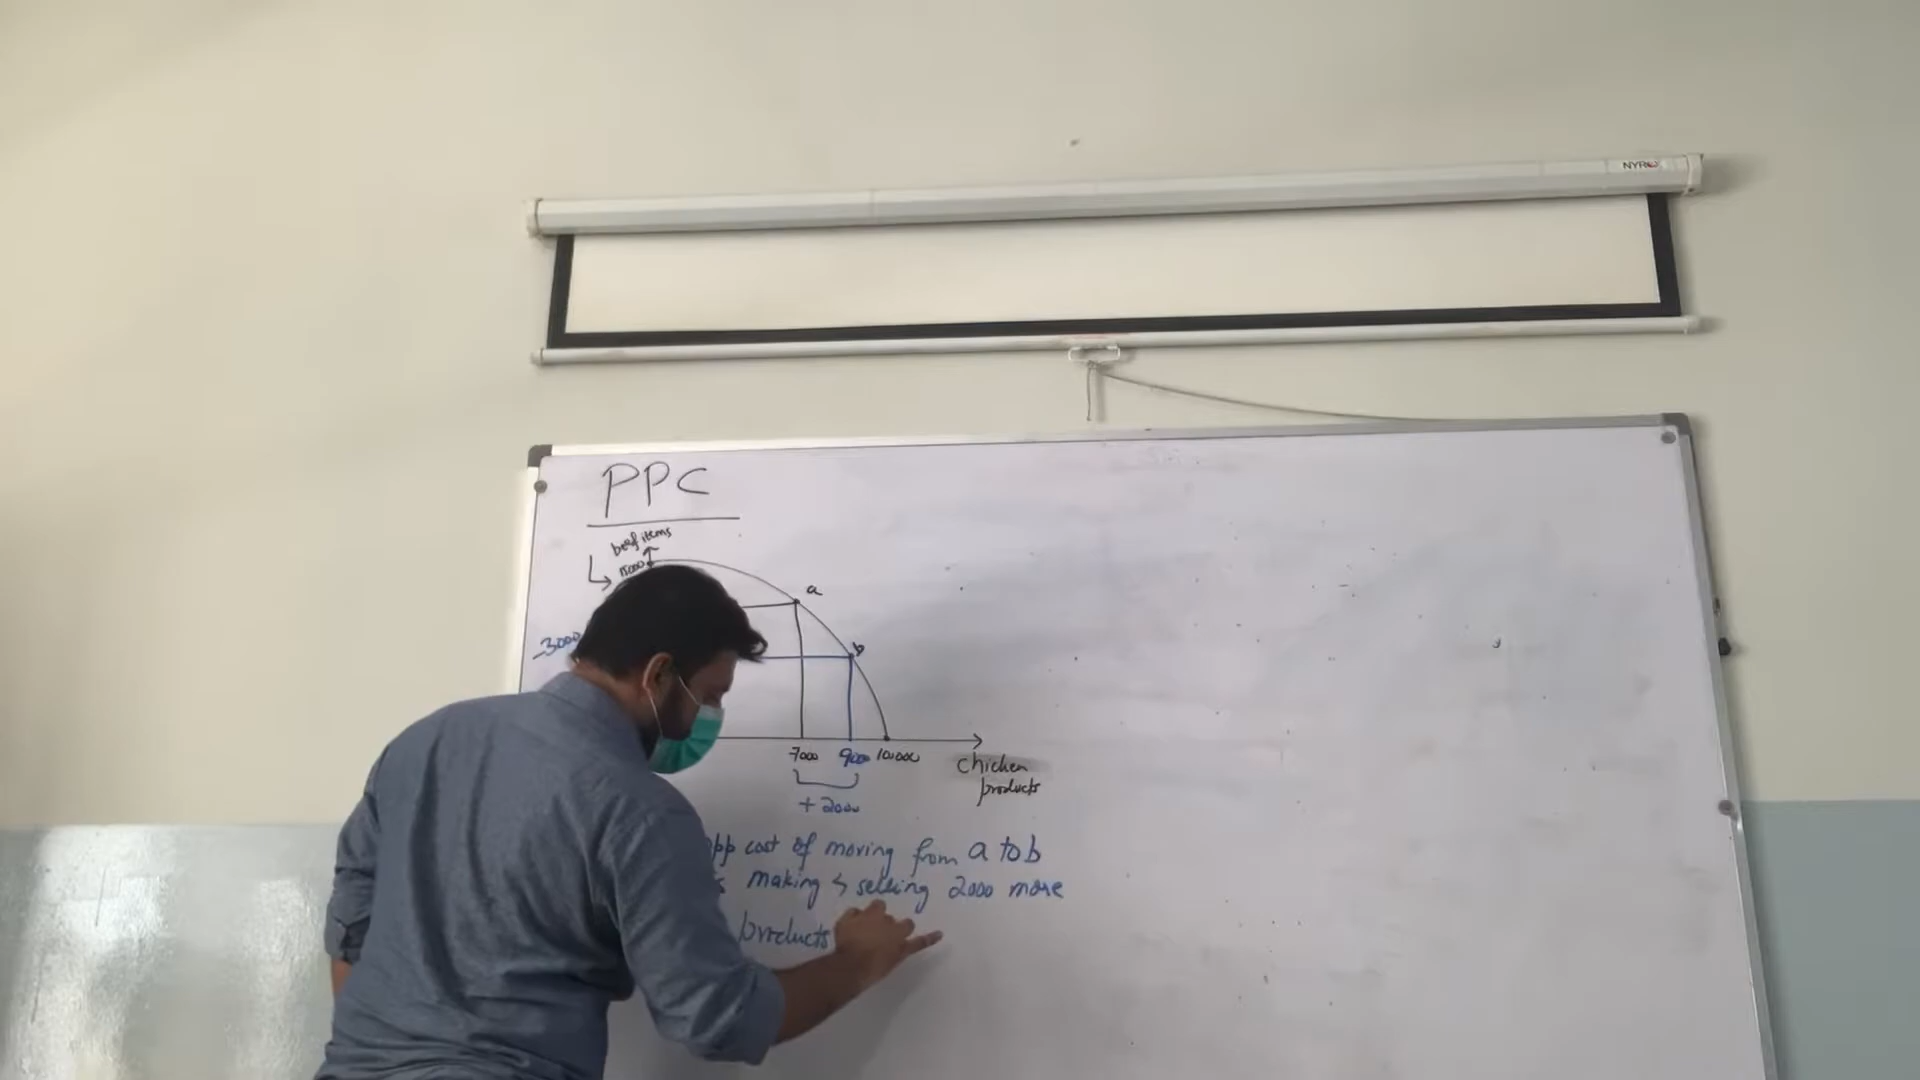 NYRO
PPC
beef items
15000
a
-3000
b
7000 9000 10,000
chicken
products
+ 2000
opp cost of moving from a to b
making & selling 2000 more
products